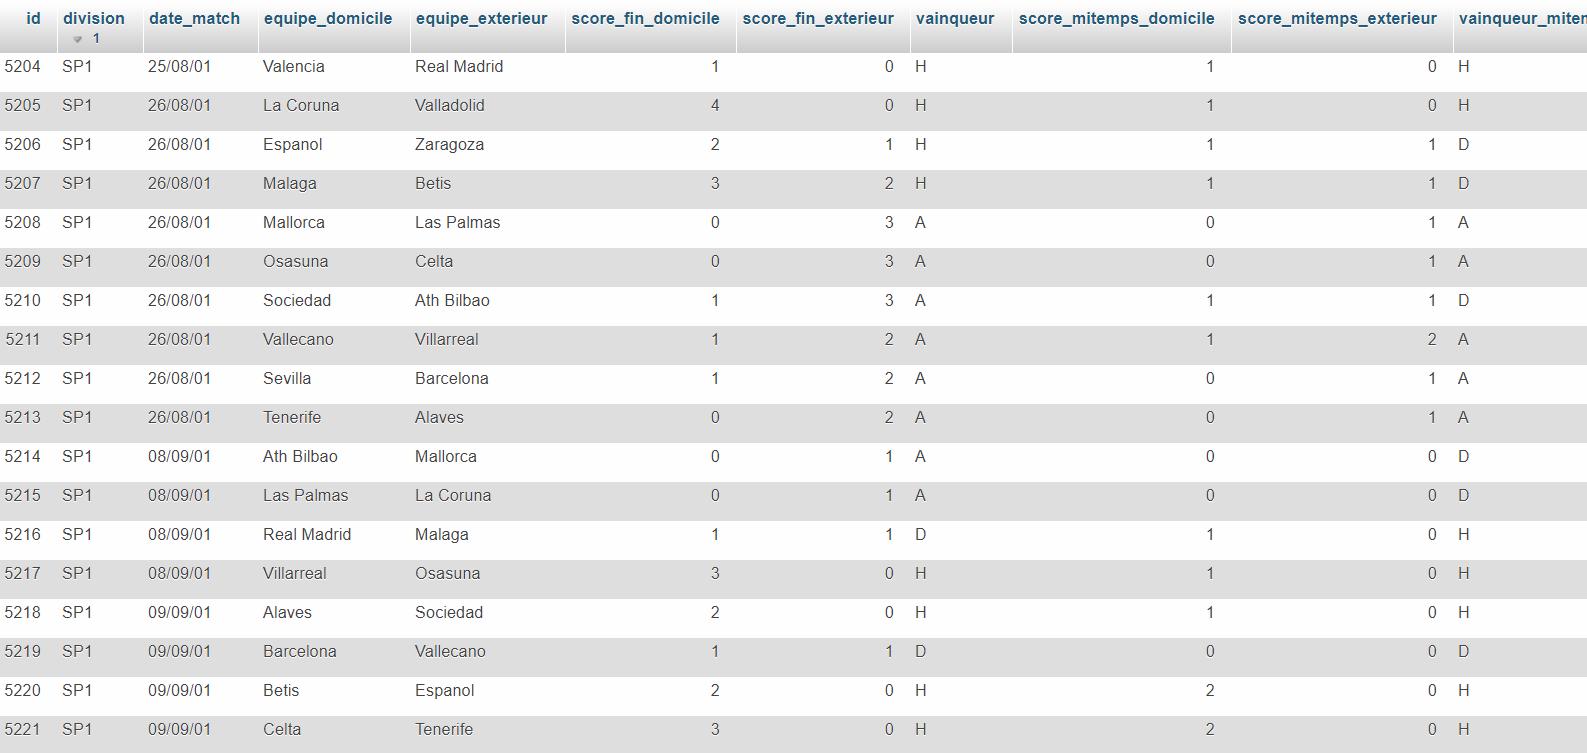 id division date_match equipe_domicile equipe_exterieur score_fin_domicile score_fin_exterieur vainqueur score_mitemps_domicile score_mitemps_exterieur
1
5204 SP1 25/08/01 Valencia Real Madrid 1 0 H 1 0 H
5205 SP1 26/08/01 La Coruna Valladolid 4 0 H 1 0 H
5206 SP1 26/08/01 Espanol Zaragoza 2 1 H 1 1 D
5207 SP1 26/08/01 Malaga Betis 3 2 H 1 1 D
5208 SP1 26/08/01 Mallorca Las Palmas 0 3 A 0 1 A
5209 SP1 26/08/01 Osasuna Celta 0 3 A 0 1 A
5210 SP1 26/08/01 Sociedad Ath Bilbao 1 3 A 1 1 D
5211 SP1 26/08/01 Vallecano Villarreal 1 2 A 1 2 A
5212 SP1 26/08/01 Sevilla Barcelona 1 2 A 0 1 A
5213 SP1 26/08/01 Tenerife Alaves 0 2 A 0 1 A
5214 SP1 08/09/01 Ath Bilbao Mallorca 0 1 A 0 0 D
5215 SP1 08/09/01 Las Palmas La Coruna 0 1 A 0 0 D
5216 SP1 08/09/01 Real Madrid Malaga 1 1 D 1 0 H
5217 SP1 08/09/01 Villarreal Osasuna 3 0 H 1 0 H
5218 SP1 09/09/01 Alaves Sociedad 2 0 H 1 0 H
5219 SP1 09/09/01 Barcelona Vallecano 1 1 D 0 0 D
5220 SP1 09/09/01 Betis Espanol 2 0 H 2 0 H
5221 SP1 09/09/01 Celta Tenerife 3 0 H 2 0 H